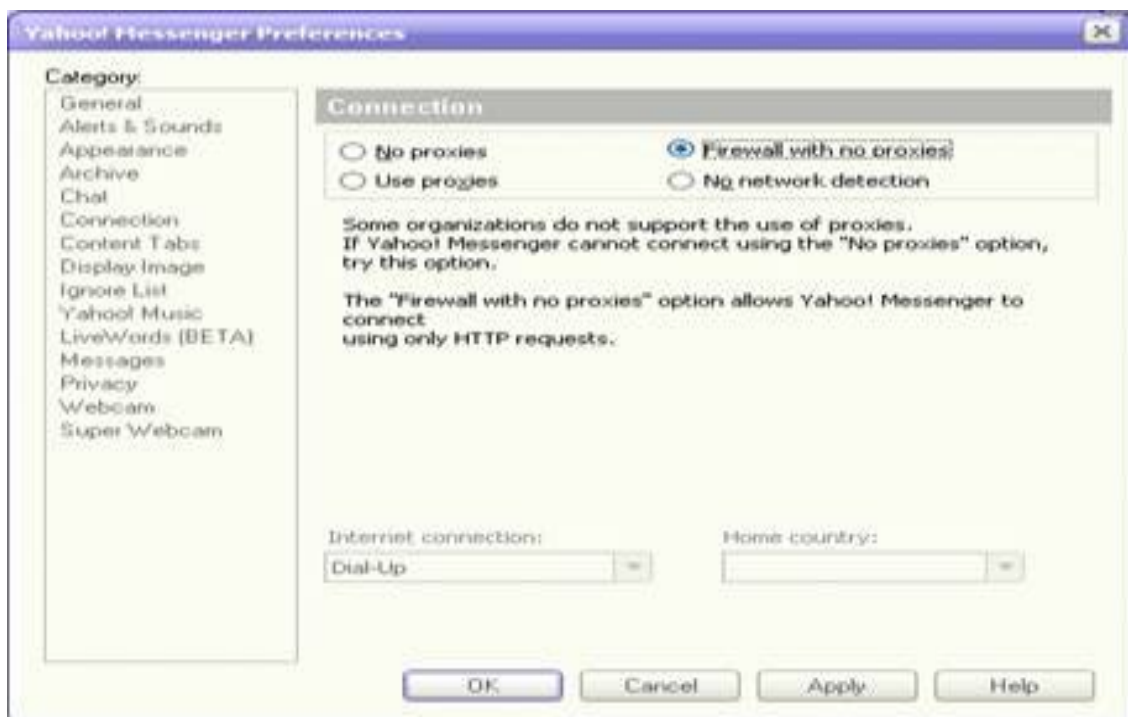 Yahoo! Messenger Preferences
Category:
General
Alerts & Sounds
Appearance
Archive
Chat
Connection
Content Tabs
Display Image
Ignore List
Yahoo! Music
LiveWords (BETA)
Messages
Privacy
Webcam
Super Webcam
Connection
No proxies
Firewall with no proxies
Use proxies
No network detection
Some organizations do not support the use of proxies.
If Yahoo! Messenger cannot connect using the "No proxies" option,
try this option.
The "Firewall with no proxies" option allows Yahoo! Messenger to
connect
using only HTTP requests.
Internet connection:
Home country:
Dial-Up
OK
Cancel
Apply
Help